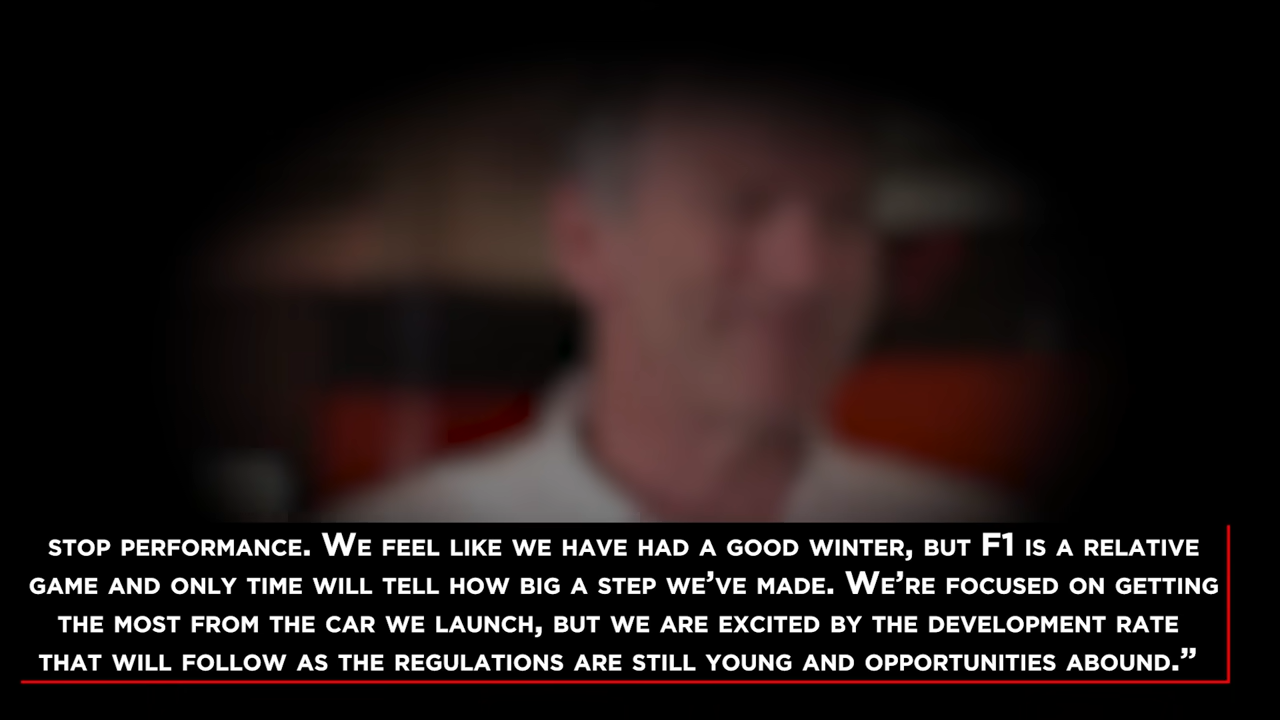 STOP PERFORMANCE. WE FEEL LIKE WE HAVE HAD A GOOD WINTER, BUT F1 IS A RELATIVE
GAME AND ONLY TIME WILL TELL HOW BIG A STEP WE’VE MADE. WE’RE FOCUSED ON GETTING
THE MOST FROM THE CAR WE LAUNCH, BUT WE ARE EXCITED BY THE DEVELOPMENT RATE
THAT WILL FOLLOW AS THE REGULATIONS ARE STILL YOUNG AND OPPORTUNITIES ABOUND.”